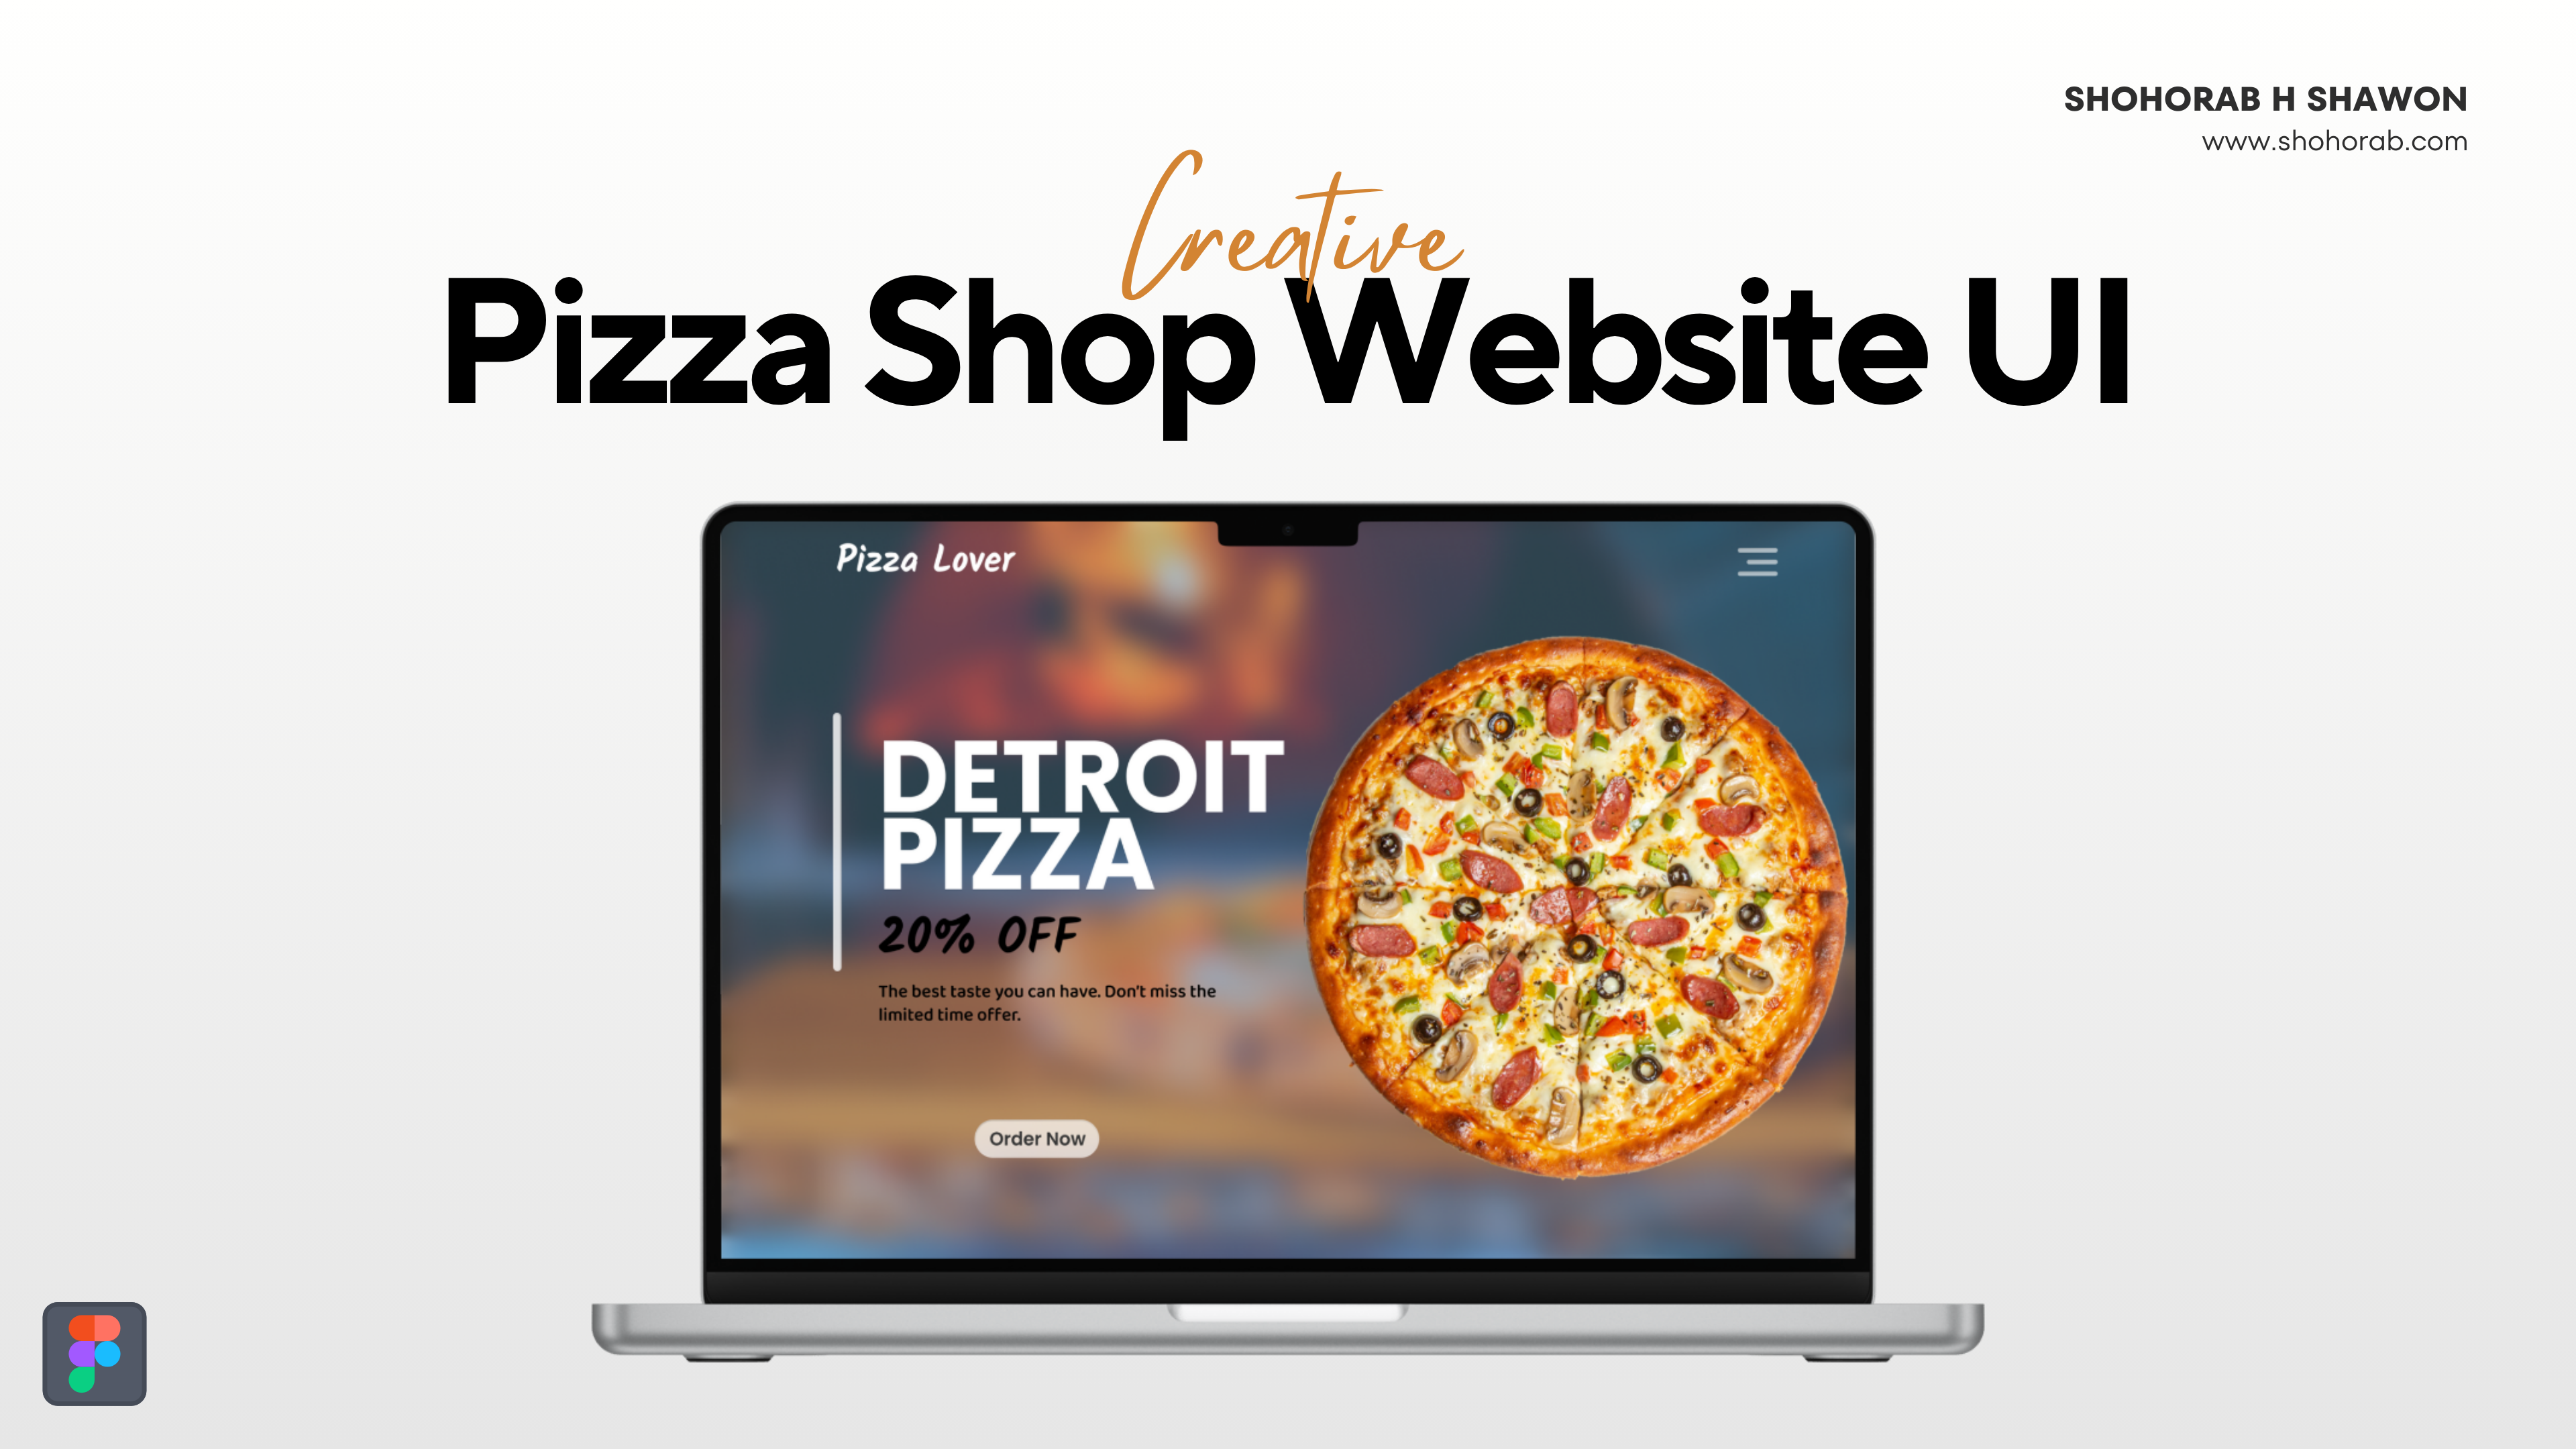 SHOHORAB H SHAWON
www.shohorab.com
Creative
Pizza Shop Website UI
Pizza Lover
DETROIT
PIZZA
20% OFF
The best taste you can have. Don't miss the
limited time offer.
Order Now